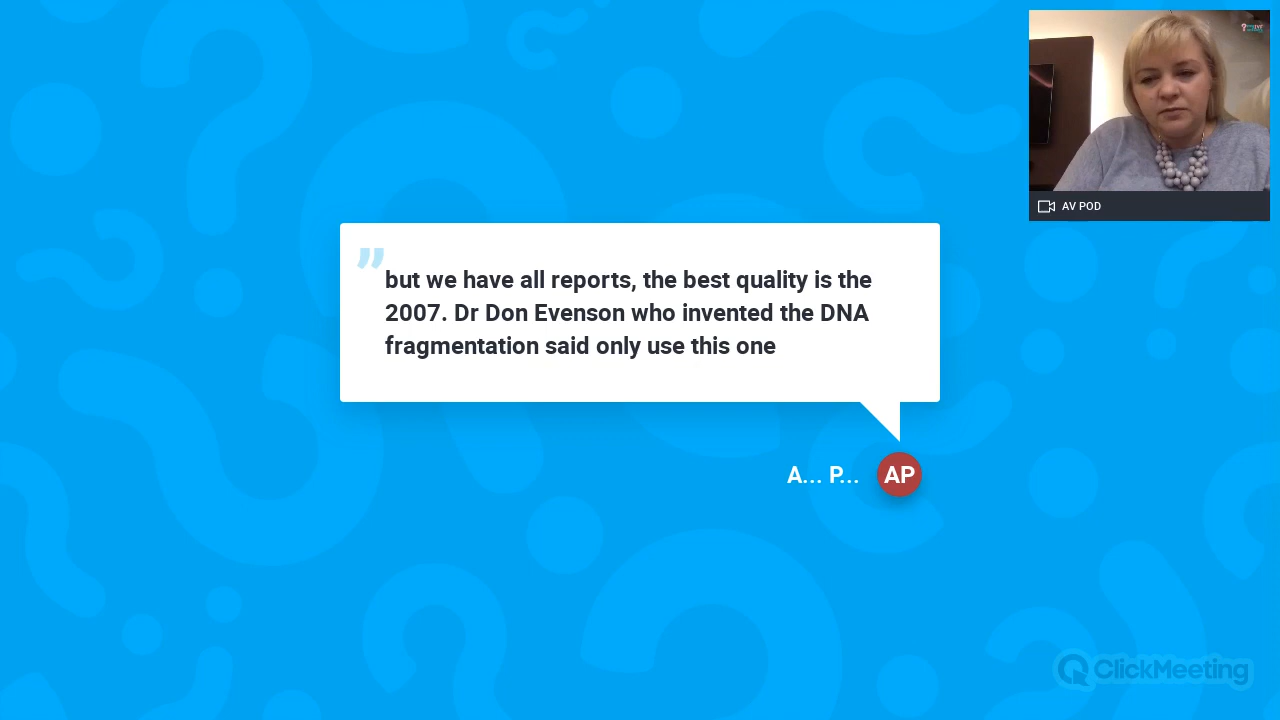 AV POD
”
but we have all reports, the best quality is the
2007. Dr Don Evenson who invented the DNA
fragmentation said only use this one
A... P... AP
ClickMeeting